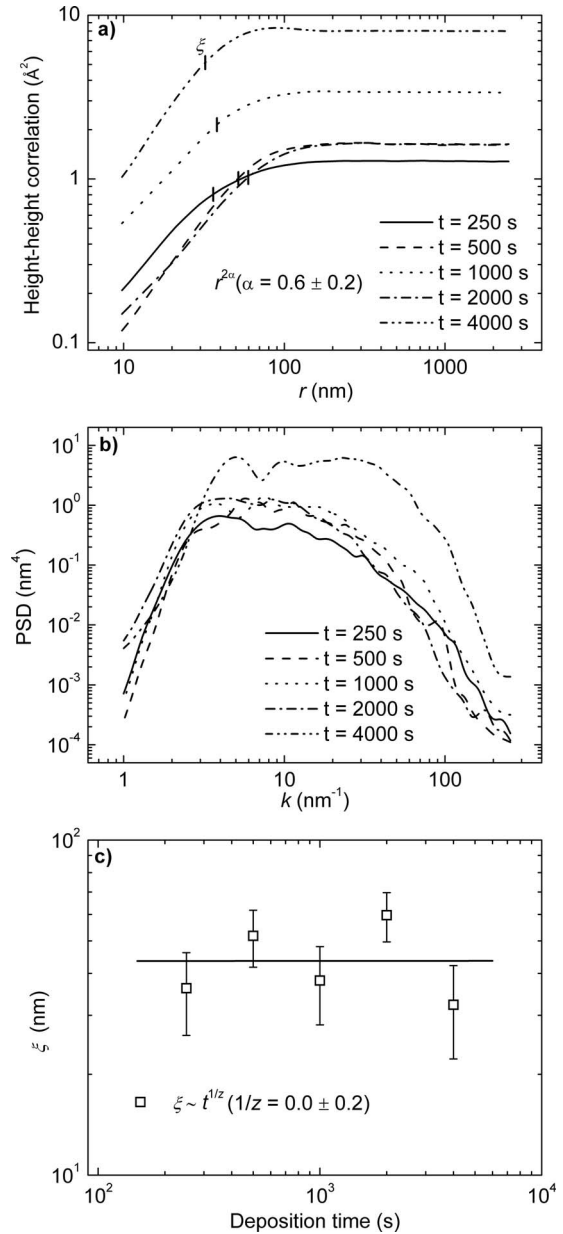 a)
ξ
Height-height correlation (Å²)
10
1
0.1
r^{2α}(α = 0.6 ± 0.2)
t = 250 s
t = 500 s
t = 1000 s
t = 2000 s
t = 4000 s
10 100 1000
r (nm)
b)
PSD (nm⁴)
10¹
10⁰
10⁻¹
10⁻²
10⁻³
10⁻⁴
t = 250 s
t = 500 s
t = 1000 s
t = 2000 s
t = 4000 s
1 10 100
k (nm⁻¹)
c)
ξ (nm)
10²
10¹
ξ ~ t^{1/z} (1/z = 0.0 ± 0.2)
10² 10³ 10⁴
Deposition time (s)